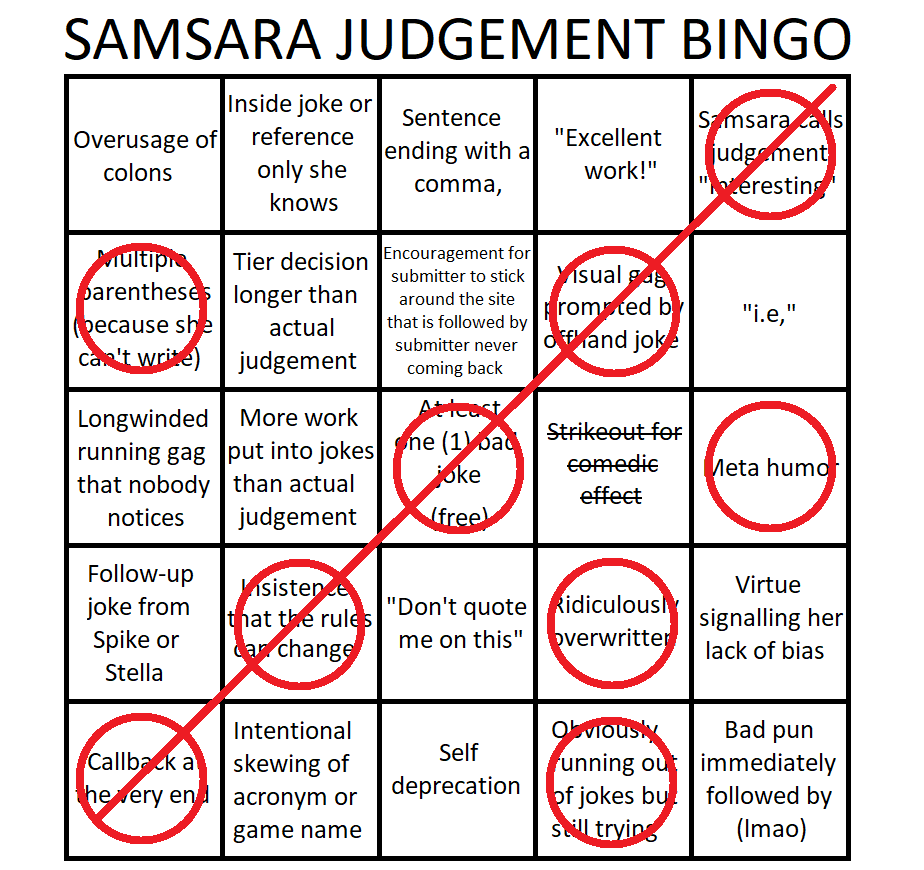 SAMSARA JUDGEMENT BINGO
Overusage of
colons
Inside joke or
reference
only she
knows
Sentence
ending with a
comma,
"Excellent
work!"
Samsara calls
judgement
"interesting"
Multiple
parentheses
(because she
can't write)
Tier decision
longer than
actual
judgement
Encouragement for
submitter to stick
around the site
that is followed by
submitter never
coming back
Visual gag
prompted by
offhand joke
"i.e,"
Longwinded
running gag
that nobody
notices
More work
put into jokes
than actual
judgement
At least
one (1) bad
joke
(free)
Strikeout for
comedic
effect
Meta humor
Follow-up
joke from
Spike or
Stella
Insistence
that the rules
can change
"Don't quote
me on this"
Ridiculously
overwritten
Virtue
signalling her
lack of bias
Callback at
the very end
Intentional
skewing of
acronym or
game name
Self
deprecation
Obviously
running out
of jokes but
still trying
Bad pun
immediately
followed by
(lmao)